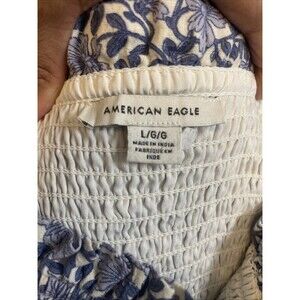 AMERICAN EAGLE
L/G/G
MADE IN INDIA
FABRIQUÉ EN
INDE